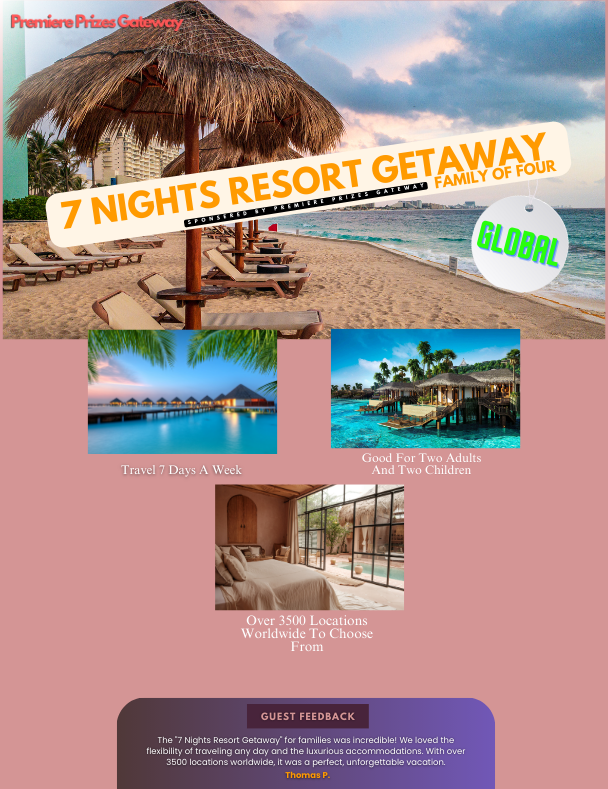 Premiere Prizes Gateway
7 NIGHTS RESORT GETAWAY
SPONSERED BY PREMIERE PRIZES GATEWAY
FAMILY OF FOUR
GLOBAL
Travel 7 Days A Week
Good For Two Adults
And Two Children
Over 3500 Locations
Worldwide To Choose
From
GUEST FEEDBACK
The "7 Nights Resort Getaway" for families was incredible! We loved the
flexibility of traveling any day and the luxurious accommodations. With over
3500 locations worldwide, it was a perfect, unforgettable vacation.
Thomas P.